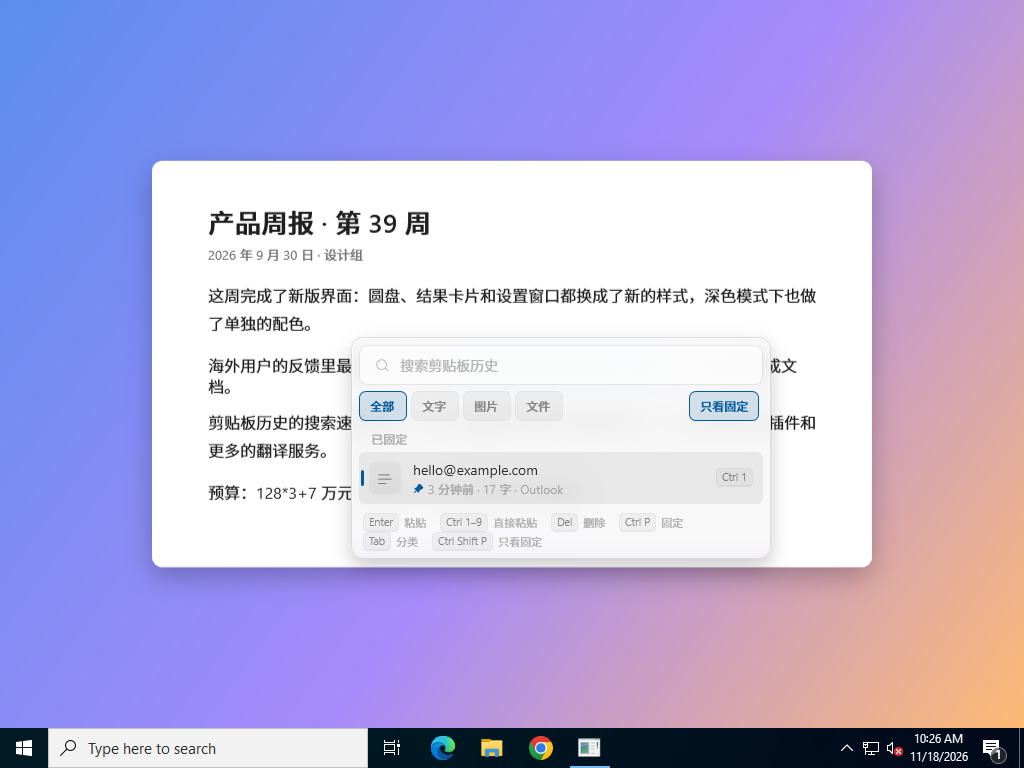 产品周报 · 第 39 周
2026 年 9 月 30 日 · 设计组
这周完成了新版界面：圆盘、结果卡片和设置窗口都换成了新的样式，深色模式下也做
了单独的配色。
海外用户的反馈里最
成文
档。
剪贴板历史的搜索速
插件和
更多的翻译服务。
预算：128*3+7 万元
搜索剪贴板历史
全部 文字 图片 文件 只看固定
已固定
hello@example.com
3 分钟前 · 17 字 · Outlook
Ctrl 1
Enter 粘贴 Ctrl 1–9 直接粘贴 Del 删除 Ctrl P 固定
Tab 分类 Ctrl Shift P 只看固定
Type here to search
10:26 AM
11/18/2026
1